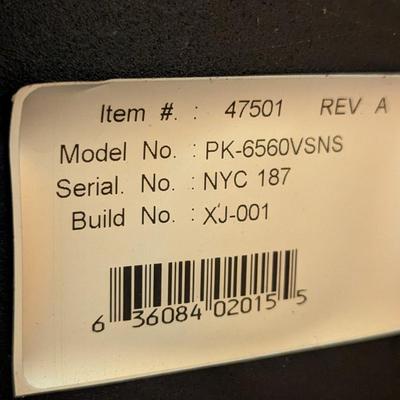 Item #. : 47501 REV A
Model No. : PK-6560VSNS
Serial. No. : NYC 187
Build No. : XJ-001
6 36084 02015 5